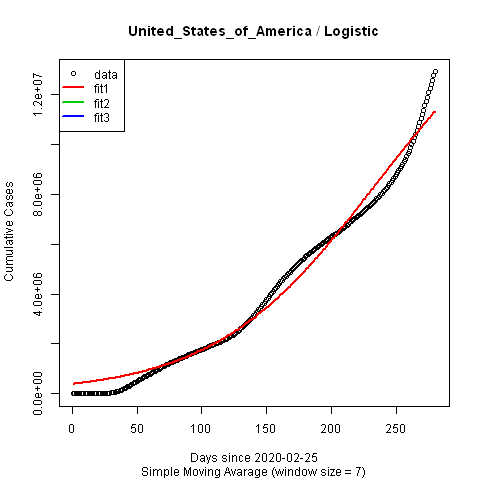 United_States_of_America / Logistic
data
fit1
fit2
fit3
Cumulative Cases
0.0e+00
4.0e+06
8.0e+06
1.2e+07
0 50 100 150 200 250
Days since 2020-02-25
Simple Moving Avarage (window size = 7)